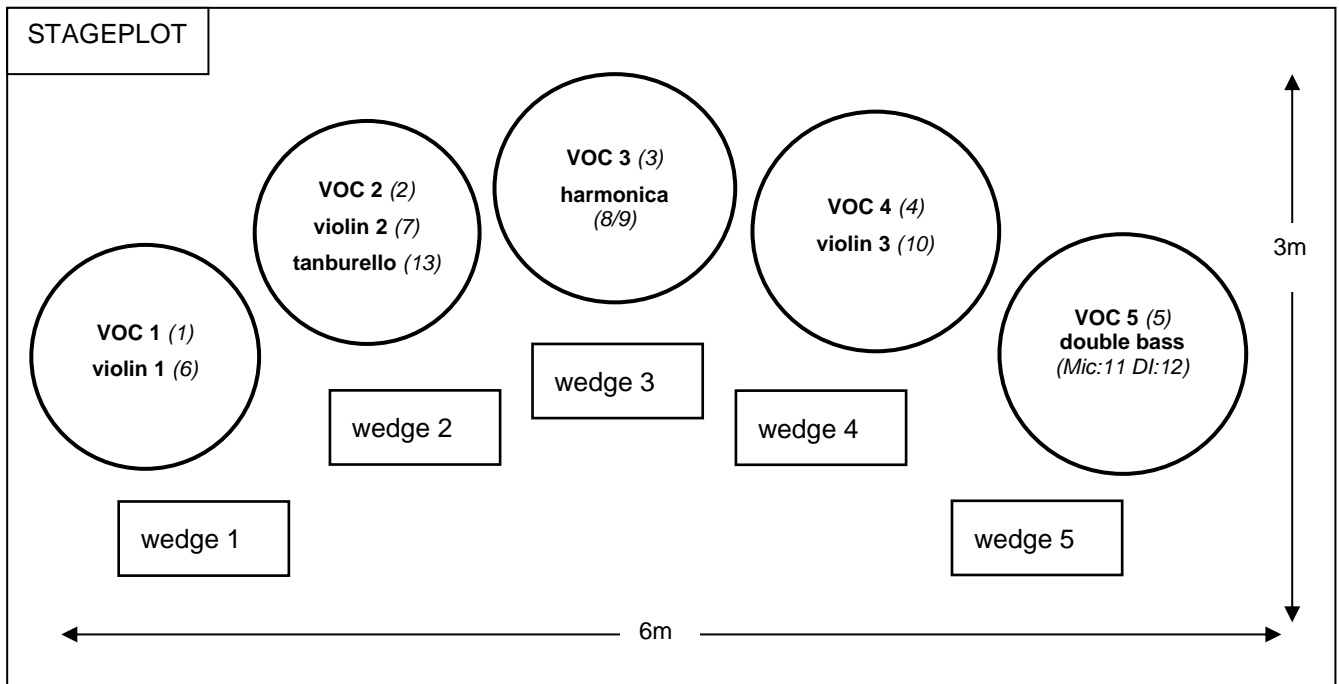 STAGEPLOT
VOC 1 (1)
violin 1 (6)
VOC 2 (2)
violin 2 (7)
tanburello (13)
VOC 3 (3)
harmonica
(8/9)
VOC 4 (4)
violin 3 (10)
VOC 5 (5)
double bass
(Mic:11 DI:12)
wedge 1
wedge 2
wedge 3
wedge 4
wedge 5
3m
6m